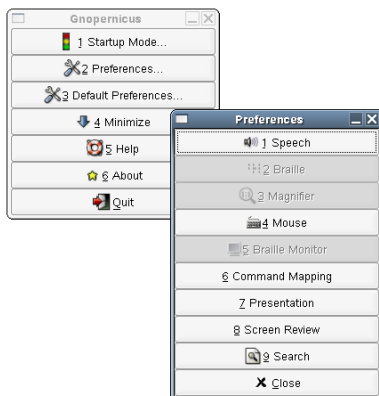 Gnopernicus
1 Startup Mode...
2 Preferences...
3 Default Preferences...
4 Minimize
5 Help
6 About
Quit
Preferences
1 Speech
2 Braille
3 Magnifier
4 Mouse
5 Braille Monitor
6 Command Mapping
7 Presentation
8 Screen Review
9 Search
Close